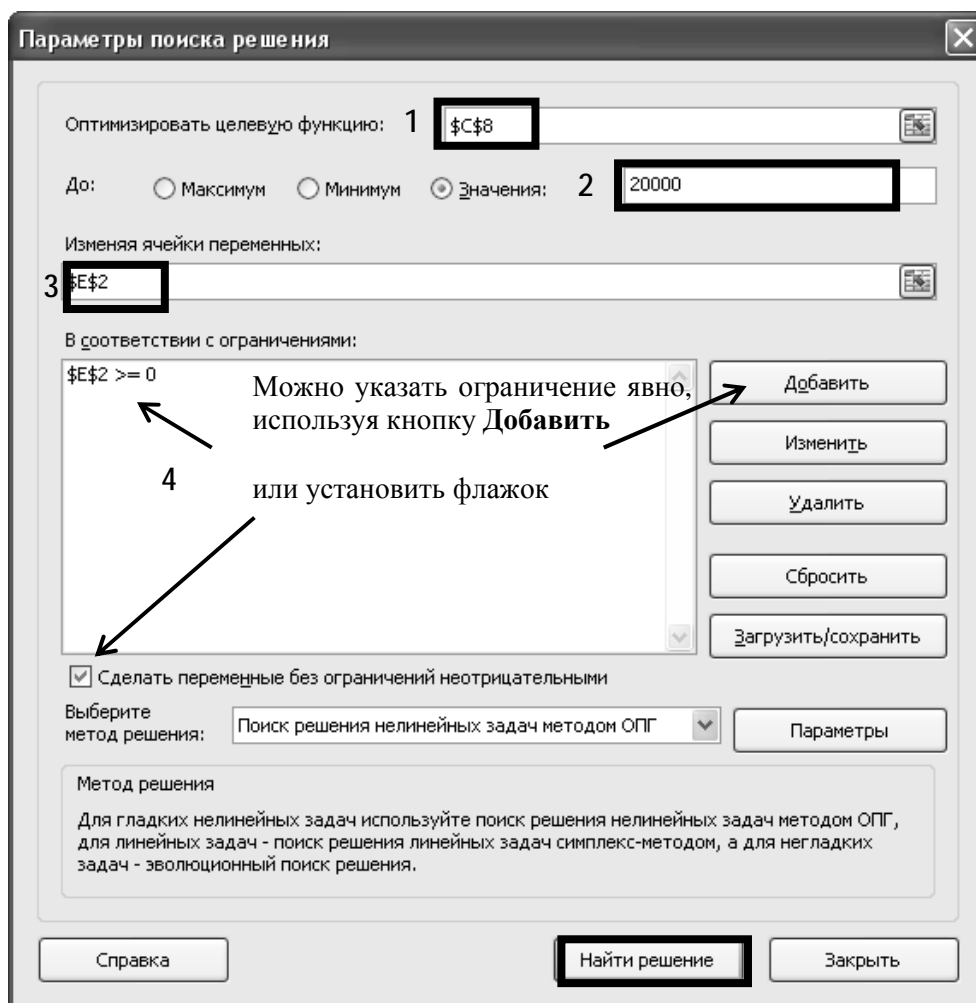 Параметры поиска решения
Оптимизировать целевую функцию: 1 $C$8
До: Максимум Минимум Значения: 2 20000
Изменяя ячейки переменных:
3 $E$2
В соответствии с ограничениями:
$E$2 >= 0
Можно указать ограничение явно,
используя кнопку Добавить
4
или установить флажок
Добавить
Изменить
Удалить
Сбросить
Загрузить/сохранить
Сделать переменные без ограничений неотрицательными
Выберите
метод решения:
Поиск решения нелинейных задач методом ОПГ
Параметры
Метод решения
Для гладких нелинейных задач используйте поиск решения нелинейных задач методом ОПГ,
для линейных задач - поиск решения линейных задач симплекс-методом, а для негладких
задач - эволюционный поиск решения.
Справка Найти решение Закрыть